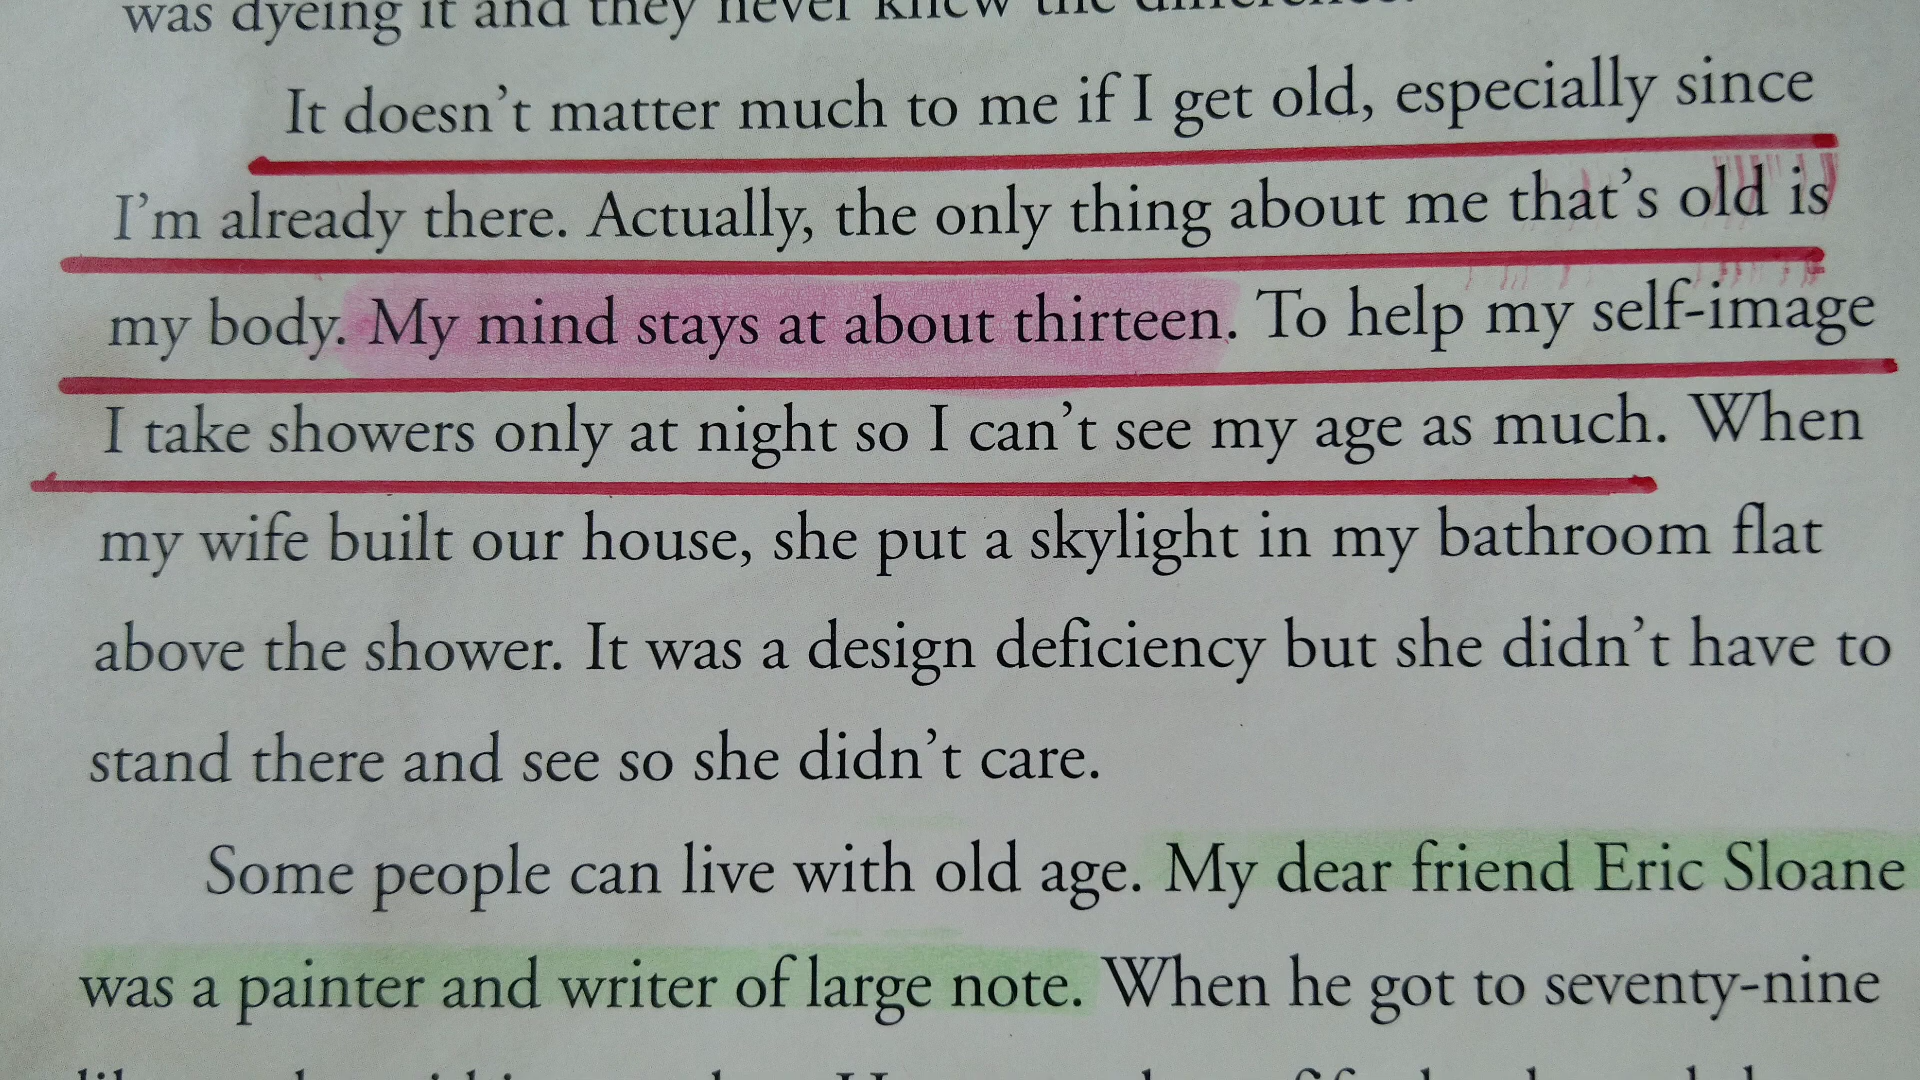 was dyeing it and they never knew the difference.
It doesn’t matter much to me if I get old, especially since
I’m already there. Actually, the only thing about me that’s old is
my body. My mind stays at about thirteen. To help my self-image
I take showers only at night so I can’t see my age as much. When
my wife built our house, she put a skylight in my bathroom flat
above the shower. It was a design deficiency but she didn’t have to
stand there and see so she didn’t care.
Some people can live with old age. My dear friend Eric Sloane
was a painter and writer of large note. When he got to seventy-nine